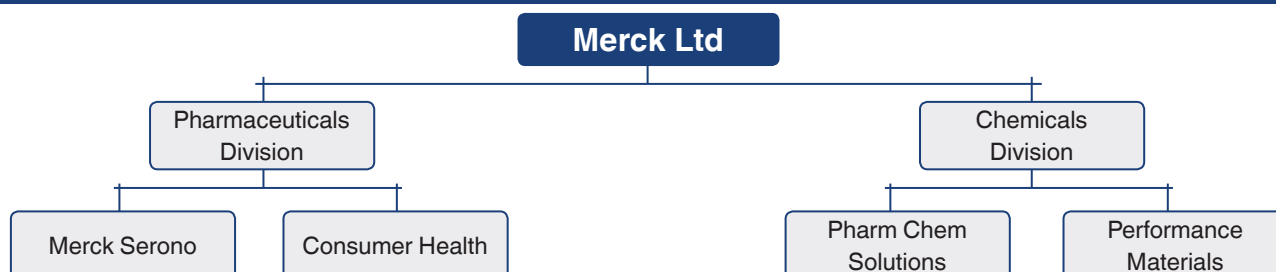 Merck Ltd
Pharmaceuticals
Division
Chemicals
Division
Merck Serono
Consumer Health
Pharm Chem
Solutions
Performance
Materials